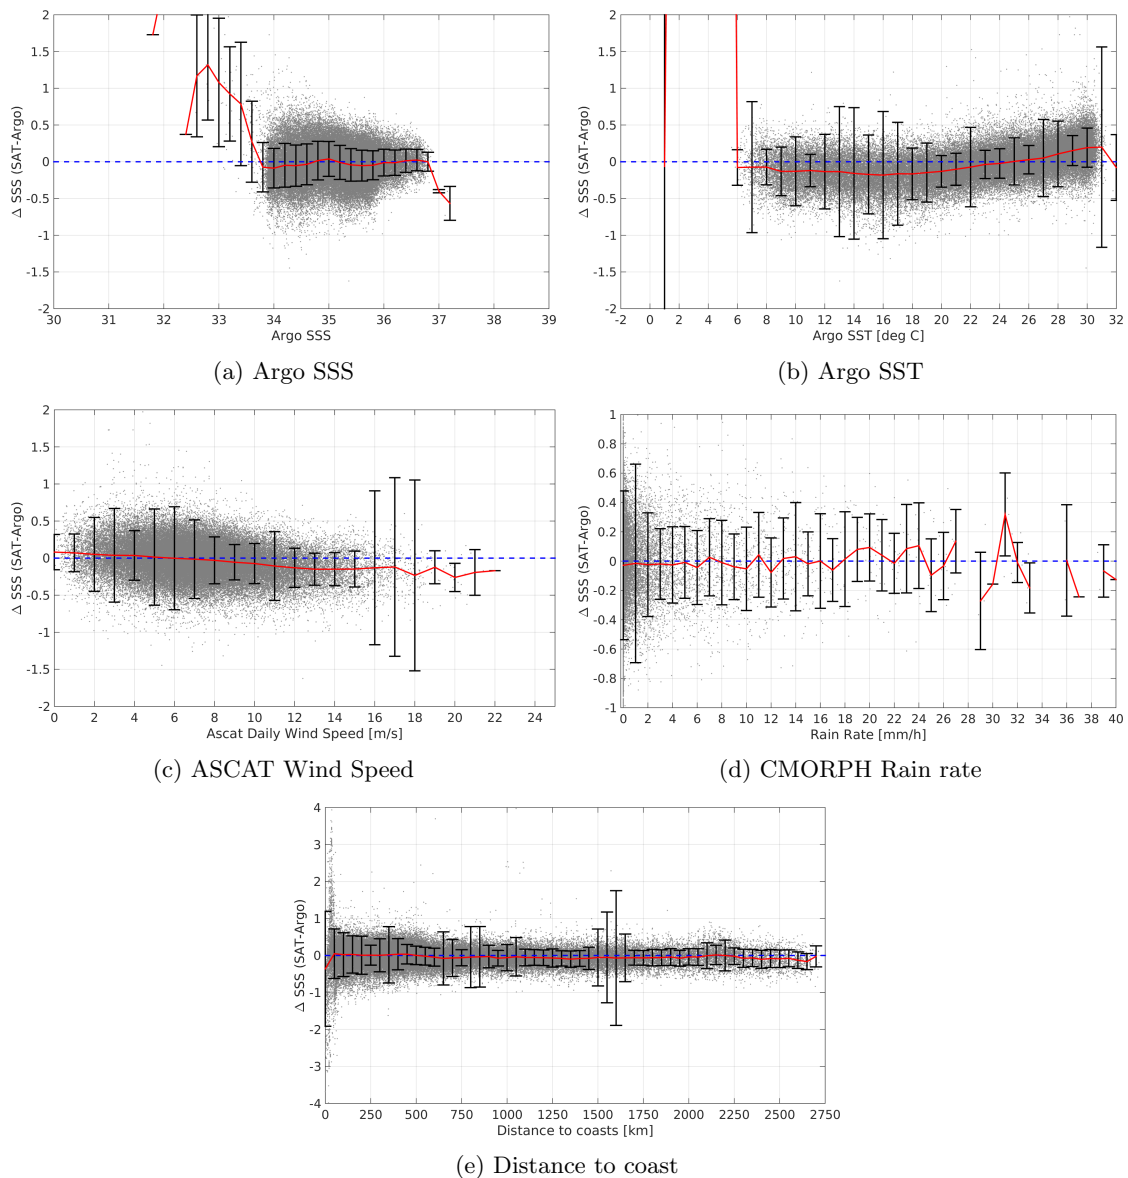 2
2
1.5
1.5
1
1
0.5
0.5
0
0
-0.5
-0.5
-1
-1
-1.5
-1.5
-2
-2
Δ SSS (SAT-Argo)
Δ SSS (SAT-Argo)
30 31 32 33 34 35 36 37 38 39
-2 0 2 4 6 8 10 12 14 16 18 20 22 24 26 28 30 32
Argo SSS
Argo SST [deg C]
(a) Argo SSS
(b) Argo SST
2
1.5
1
0.5
0
-0.5
-1
-1.5
-2
Δ SSS (SAT-Argo)
0 2 4 6 8 10 12 14 16 18 20 22 24
Ascat Daily Wind Speed [m/s]
(c) ASCAT Wind Speed
1
0.8
0.6
0.4
0.2
0
-0.2
-0.4
-0.6
-0.8
-1
Δ SSS (SAT-Argo)
0 2 4 6 8 10 12 14 16 18 20 22 24 26 28 30 32 34 36 38 40
Rain Rate [mm/h]
(d) CMORPH Rain rate
4
3
2
1
0
-1
-2
-3
-4
Δ SSS (SAT-Argo)
0 250 500 750 1000 1250 1500 1750 2000 2250 2500 2750
Distance to coasts [km]
(e) Distance to coast